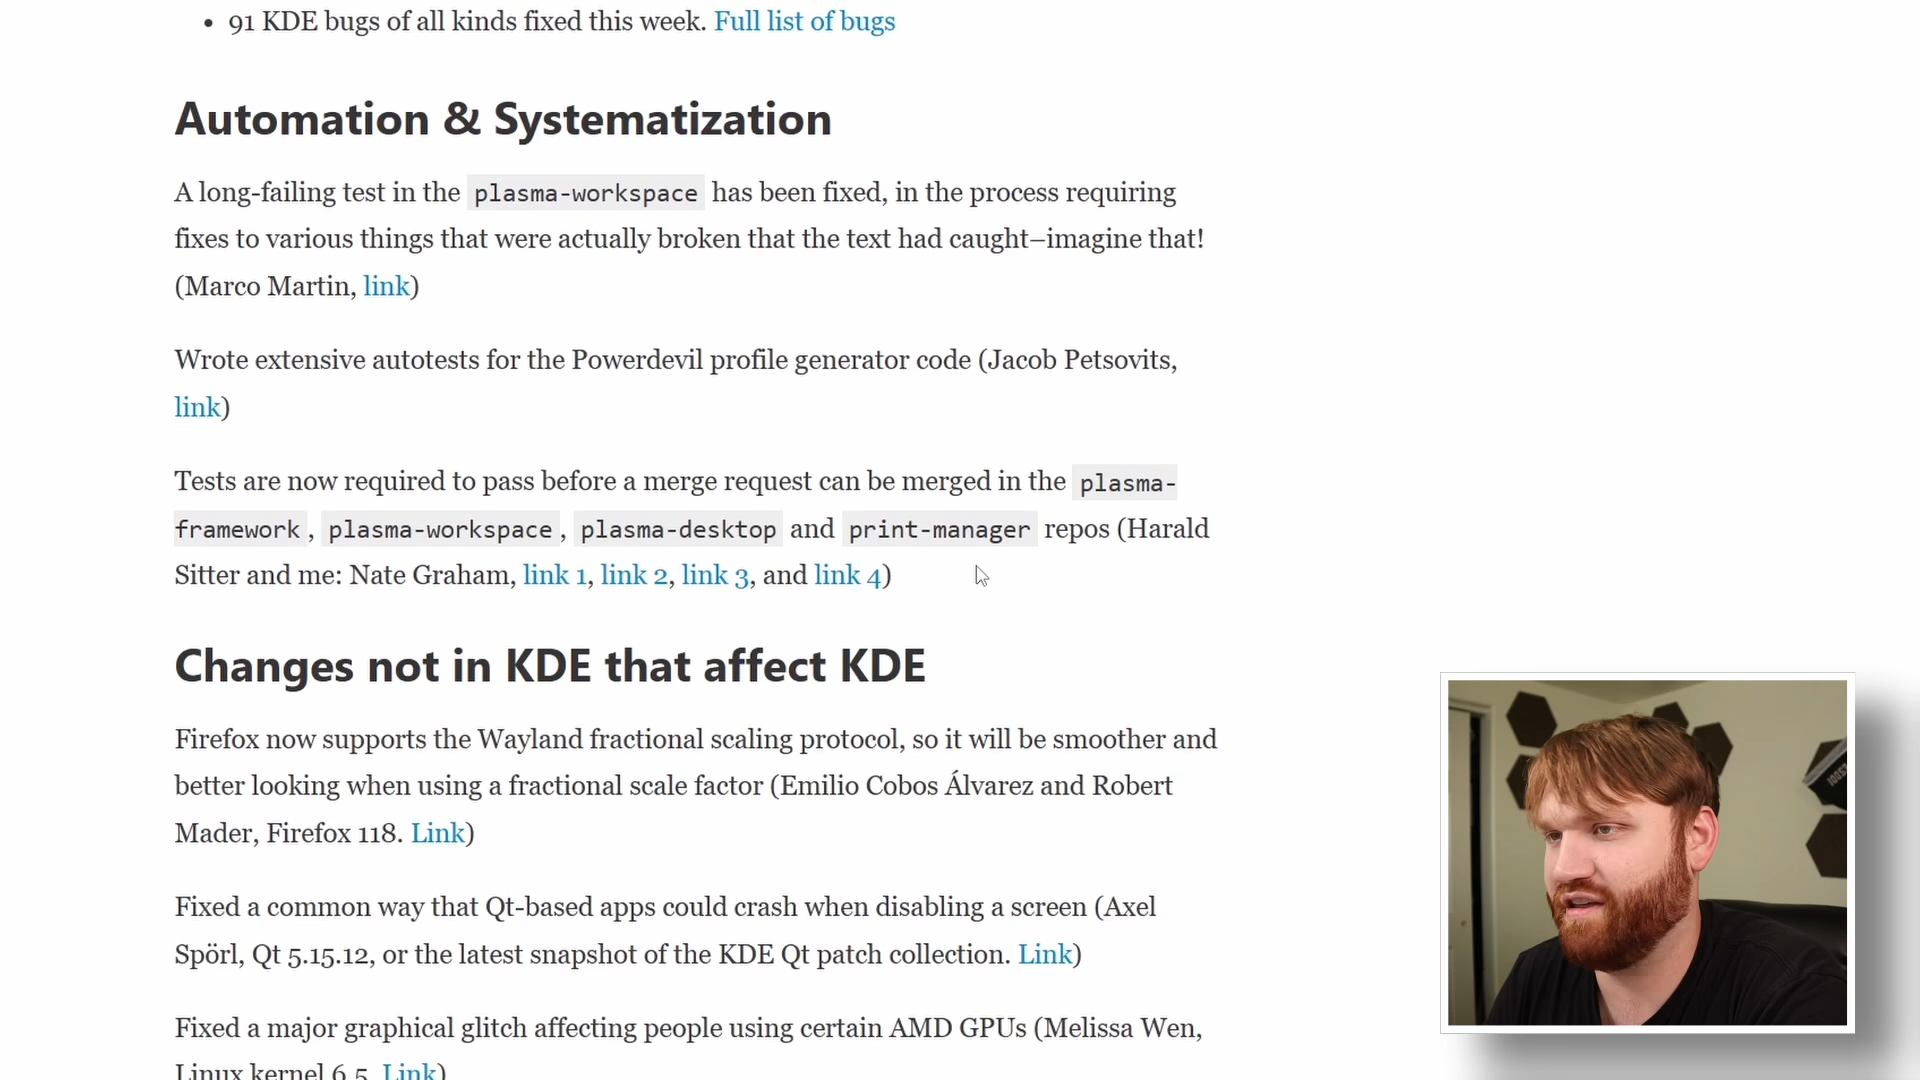 • 91 KDE bugs of all kinds fixed this week. Full list of bugs
Automation & Systematization
A long-failing test in the plasma-workspace has been fixed, in the process requiring
fixes to various things that were actually broken that the text had caught–imagine that!
(Marco Martin, link)
Wrote extensive autotests for the Powerdevil profile generator code (Jacob Petsovits,
link)
Tests are now required to pass before a merge request can be merged in the plasma-
framework, plasma-workspace, plasma-desktop and print-manager repos (Harald
Sitter and me: Nate Graham, link 1, link 2, link 3, and link 4)
Changes not in KDE that affect KDE
Firefox now supports the Wayland fractional scaling protocol, so it will be smoother and
better looking when using a fractional scale factor (Emilio Cobos Álvarez and Robert
Mader, Firefox 118. Link)
Fixed a common way that Qt-based apps could crash when disabling a screen (Axel
Spörl, Qt 5.15.12, or the latest snapshot of the KDE Qt patch collection. Link)
Fixed a major graphical glitch affecting people using certain AMD GPUs (Melissa Wen,
Linux kernel 6.5. Link)